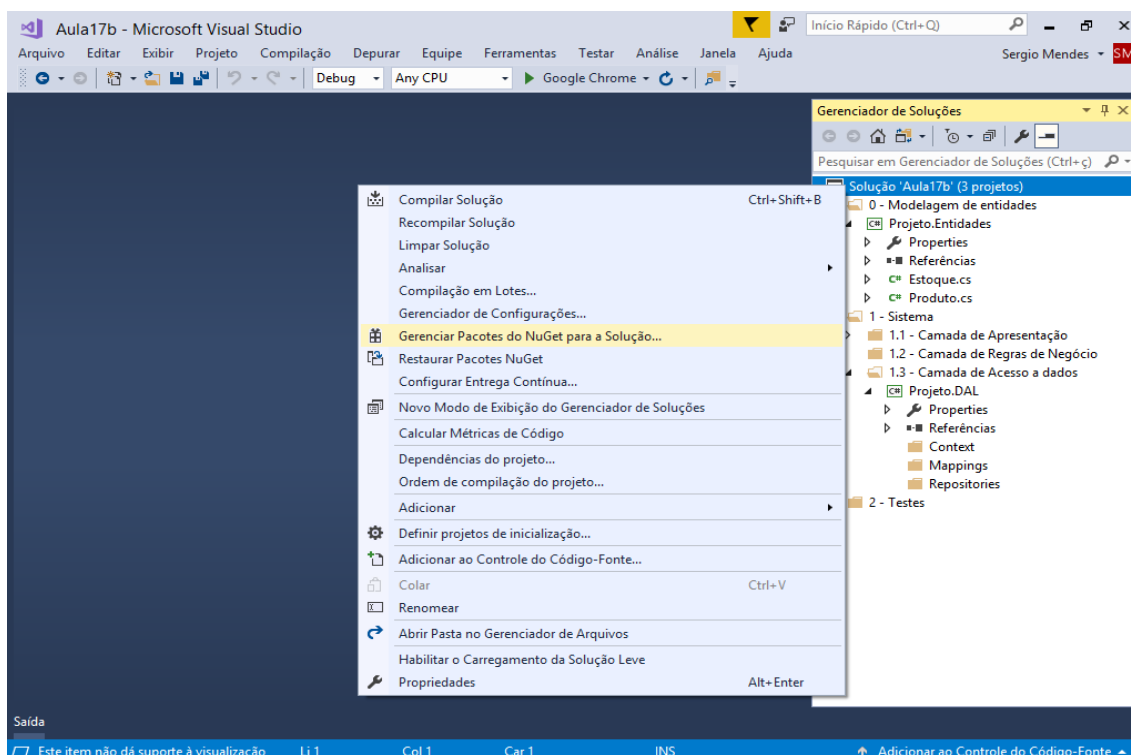 Aula17b - Microsoft Visual Studio
Início Rápido (Ctrl+Q)
Arquivo Editar Exibir Projeto Compilação Depurar Equipe Ferramentas Testar Análise Janela Ajuda
Sergio Mendes SM
Debug Any CPU Google Chrome
Gerenciador de Soluções
Pesquisar em Gerenciador de Soluções (Ctrl+ç)
Solução 'Aula17b' (3 projetos)
0 - Modelagem de entidades
C# Projeto.Entidades
Properties
Referências
C# Estoque.cs
C# Produto.cs
1 - Sistema
1.1 - Camada de Apresentação
1.2 - Camada de Regras de Negócio
1.3 - Camada de Acesso a dados
C# Projeto.DAL
Properties
Referências
Context
Mappings
Repositories
2 - Testes
Compilar Solução Ctrl+Shift+B
Recompilar Solução
Limpar Solução
Analisar
Compilação em Lotes...
Gerenciador de Configurações...
Gerenciar Pacotes do NuGet para a Solução...
Restaurar Pacotes NuGet
Configurar Entrega Contínua...
Novo Modo de Exibição do Gerenciador de Soluções
Calcular Métricas de Código
Dependências do projeto...
Ordem de compilação do projeto...
Adicionar
Definir projetos de inicialização...
Adicionar ao Controle do Código-Fonte...
Colar Ctrl+V
Renomear
Abrir Pasta no Gerenciador de Arquivos
Habilitar o Carregamento da Solução Leve
Propriedades Alt+Enter
Saída
Este item não dá suporte à visualização Li 1 Col 1 Car 1 INS Adicionar ao Controle do Código-Fonte